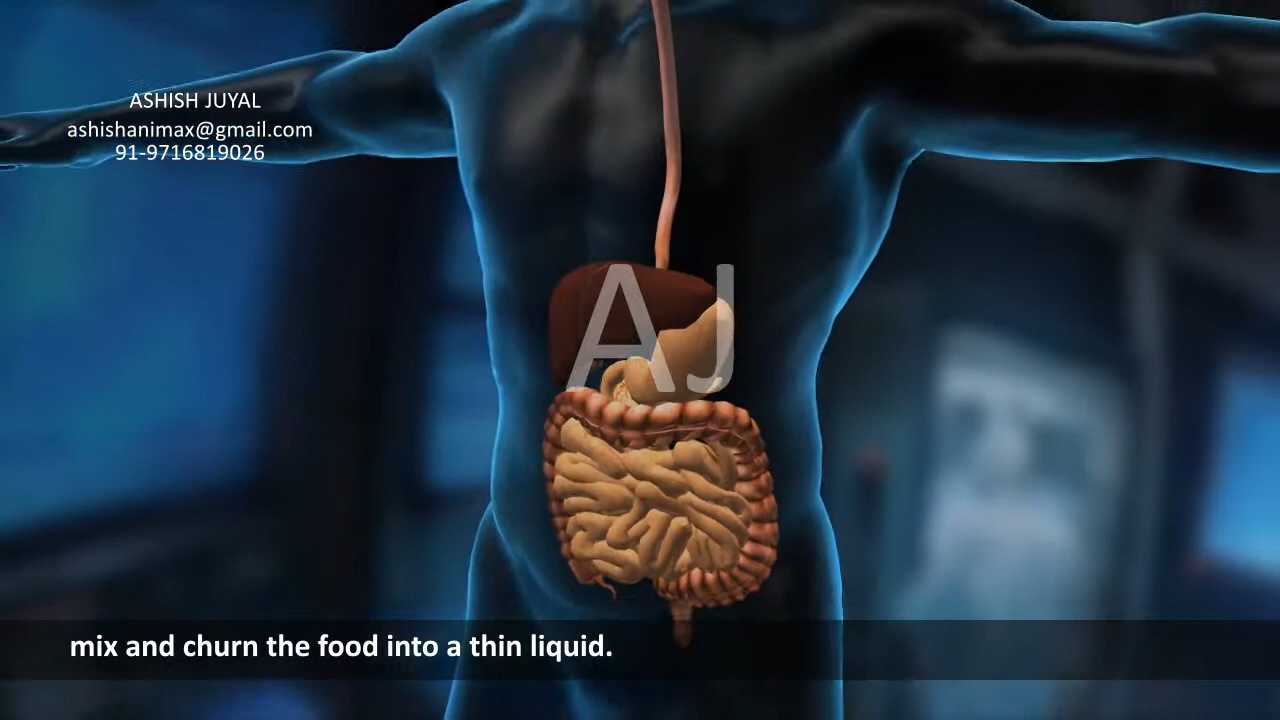 ASHISH JUYAL
ashishanimax@gmail.com
91-9716819026
AJ
mix and churn the food into a thin liquid.